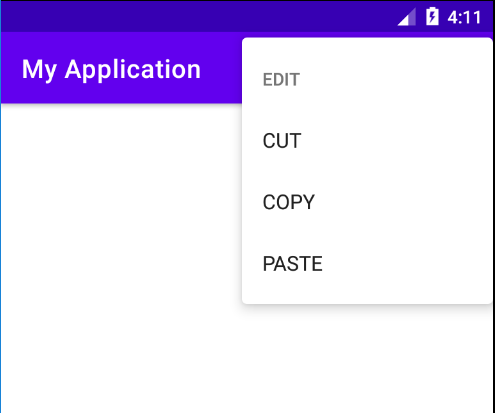 4:11
My Application
EDIT
CUT
COPY
PASTE